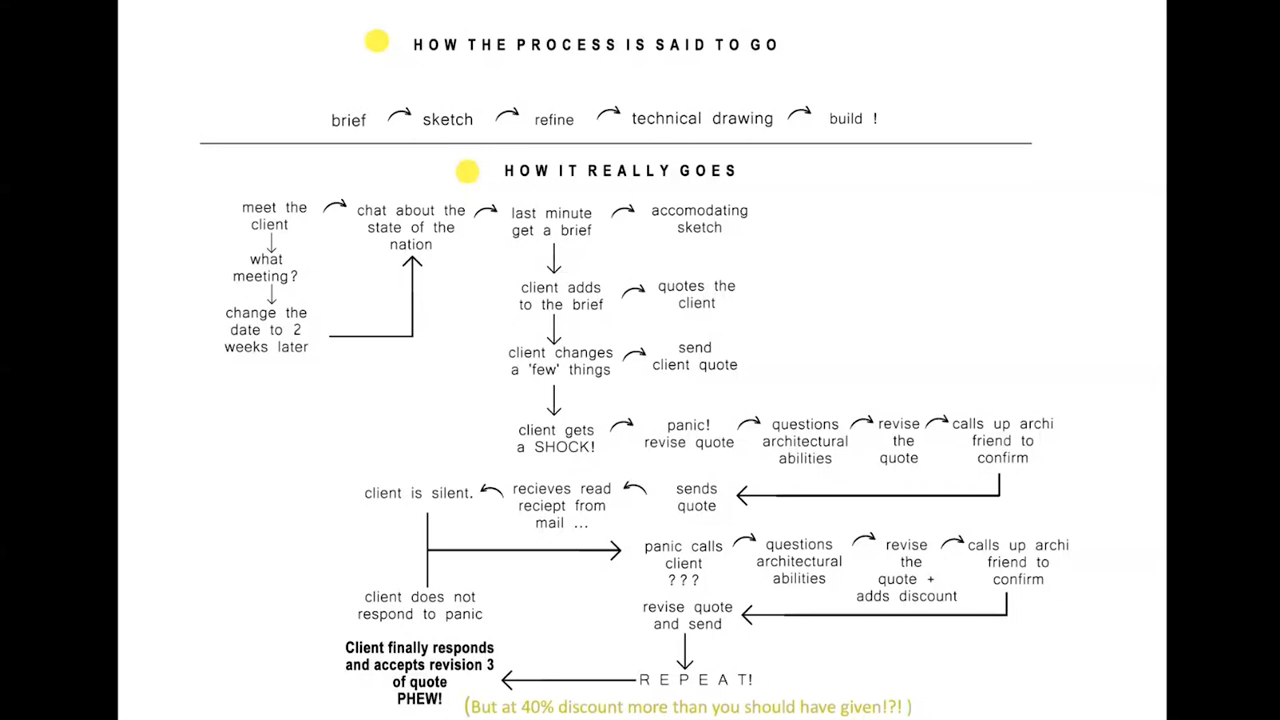 HOW THE PROCESS IS SAID TO GO
brief sketch refine technical drawing build !
HOW IT REALLY GOES
meet the
client
chat about the
state of the
nation
last minute
get a brief
accomodating
sketch
what
meeting?
change the
date to 2
weeks later
client adds
to the brief
quotes the
client
client changes
a 'few' things
send
client quote
client gets
a SHOCK!
panic!
revise quote
questions
architectural
abilities
revise
the
quote
calls up archi
friend to
confirm
sends
quote
recieves read
reciept from
mail ...
client is silent.
client does not
respond to panic
panic calls
client
???
questions
architectural
abilities
revise
the
quote +
adds discount
calls up archi
friend to
confirm
revise quote
and send
REPEAT!
Client finally responds
and accepts revision 3
of quote
PHEW!
(But at 40% discount more than you should have given!?! )